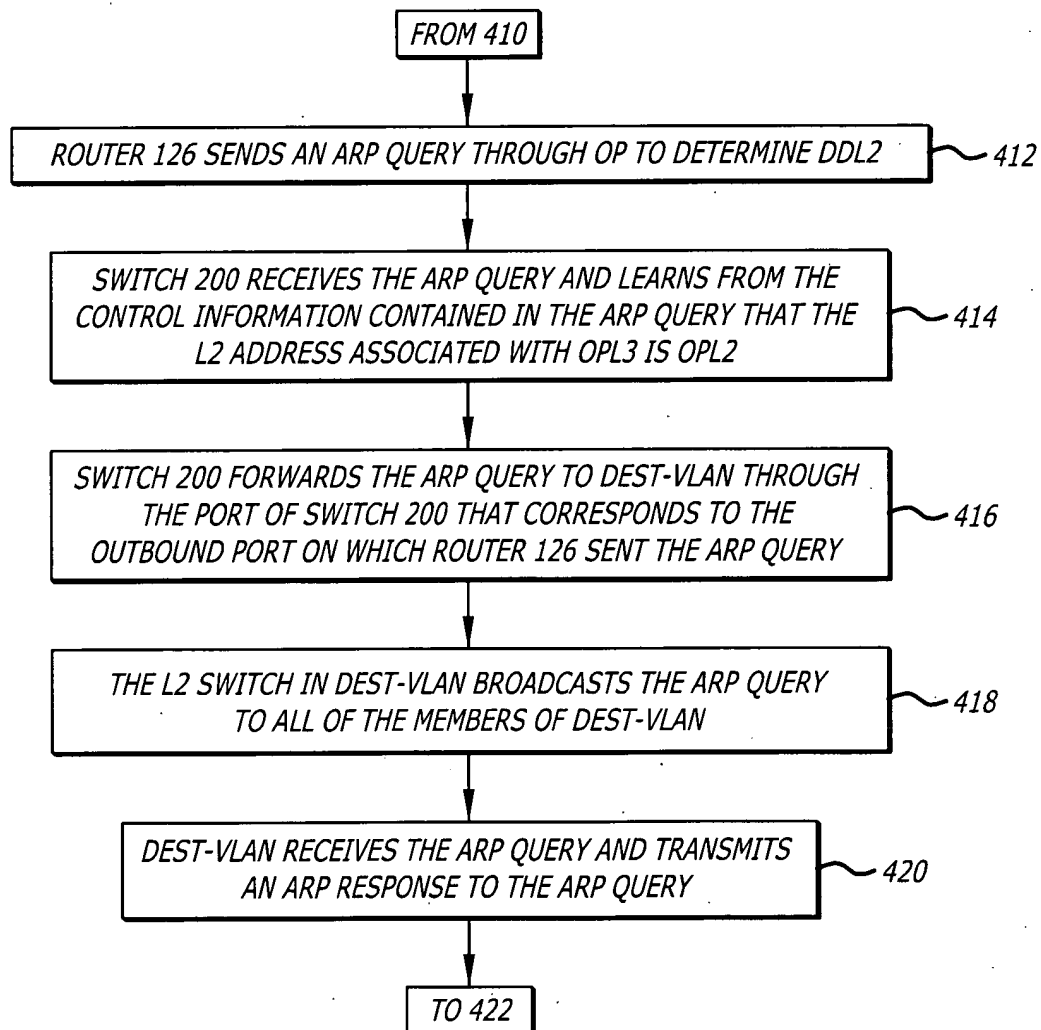 FROM 410
ROUTER 126 SENDS AN ARP QUERY THROUGH OP TO DETERMINE DDL2
412
SWITCH 200 RECEIVES THE ARP QUERY AND LEARNS FROM THE
CONTROL INFORMATION CONTAINED IN THE ARP QUERY THAT THE
L2 ADDRESS ASSOCIATED WITH OPL3 IS OPL2
414
SWITCH 200 FORWARDS THE ARP QUERY TO DEST-VLAN THROUGH
THE PORT OF SWITCH 200 THAT CORRESPONDS TO THE
OUTBOUND PORT ON WHICH ROUTER 126 SENT THE ARP QUERY
416
THE L2 SWITCH IN DEST-VLAN BROADCASTS THE ARP QUERY
TO ALL OF THE MEMBERS OF DEST-VLAN
418
DEST-VLAN RECEIVES THE ARP QUERY AND TRANSMITS
AN ARP RESPONSE TO THE ARP QUERY
420
TO 422